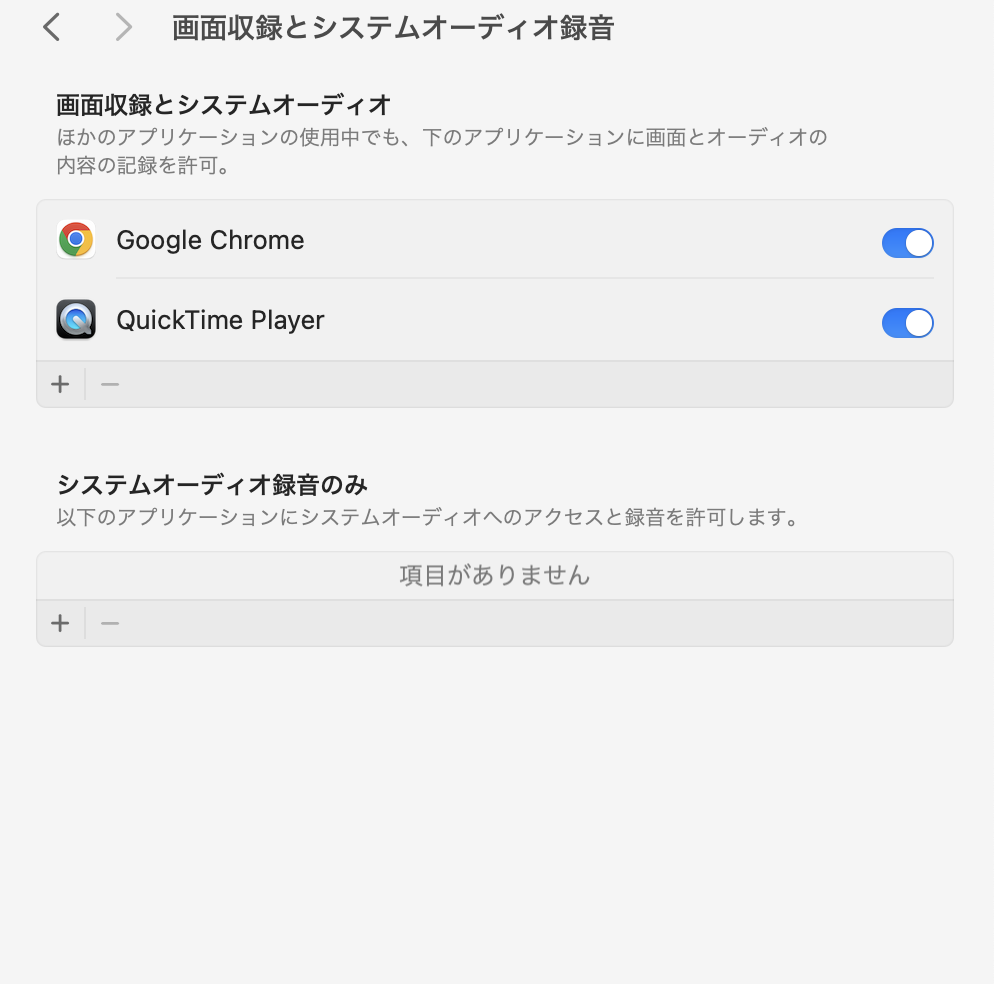 画面収録とシステムオーディオ録音
画面収録とシステムオーディオ
ほかのアプリケーションの使用中でも、下のアプリケーションに画面とオーディオの
内容の記録を許可。
Google Chrome
QuickTime Player
システムオーディオ録音のみ
以下のアプリケーションにシステムオーディオへのアクセスと録音を許可します。
項目がありません